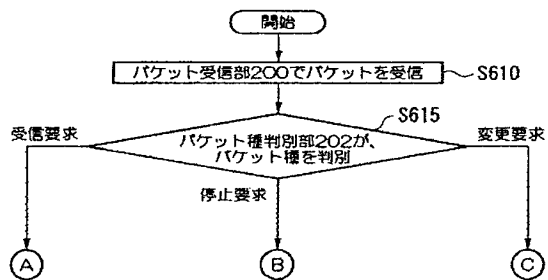 開始
パケット受信部200でパケットを受信
S610
S615
受信要求
パケット種判別部202が、
パケット種を判別
変更要求
停止要求
A
B
C